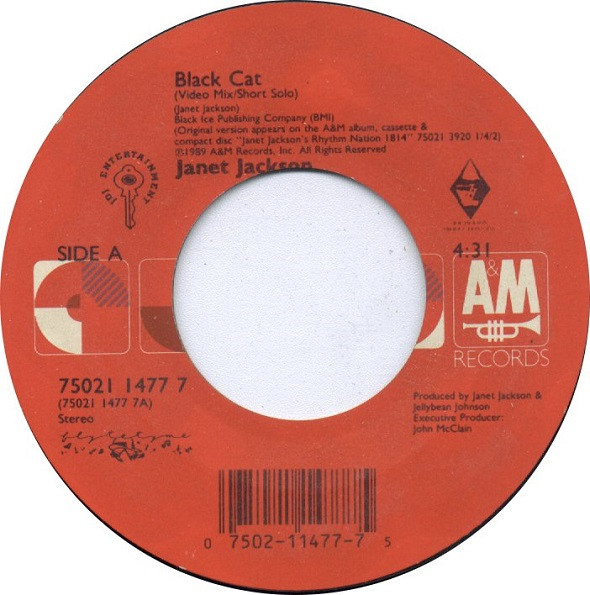 Black Cat
(Video Mix/Short Solo)
(Janet Jackson)
Black Ice Publishing Company (BMI)
(Original version appears on the A&M album, cassette &
compact disc "Janet Jackson's Rhythm Nation 1814" 75021 3920 1/4/2)
℗1989 A&M Records, Inc. All Rights Reserved
Janet Jackson
JDJ ENTERTAINMENT
SIDE A
4:31
A&M
RECORDS
75021 1477 7
(75021 1477 7A)
Stereo
Produced by Janet Jackson &
Jellybean Johnson
Executive Producer:
John McClain
0 7502-11477-7 5